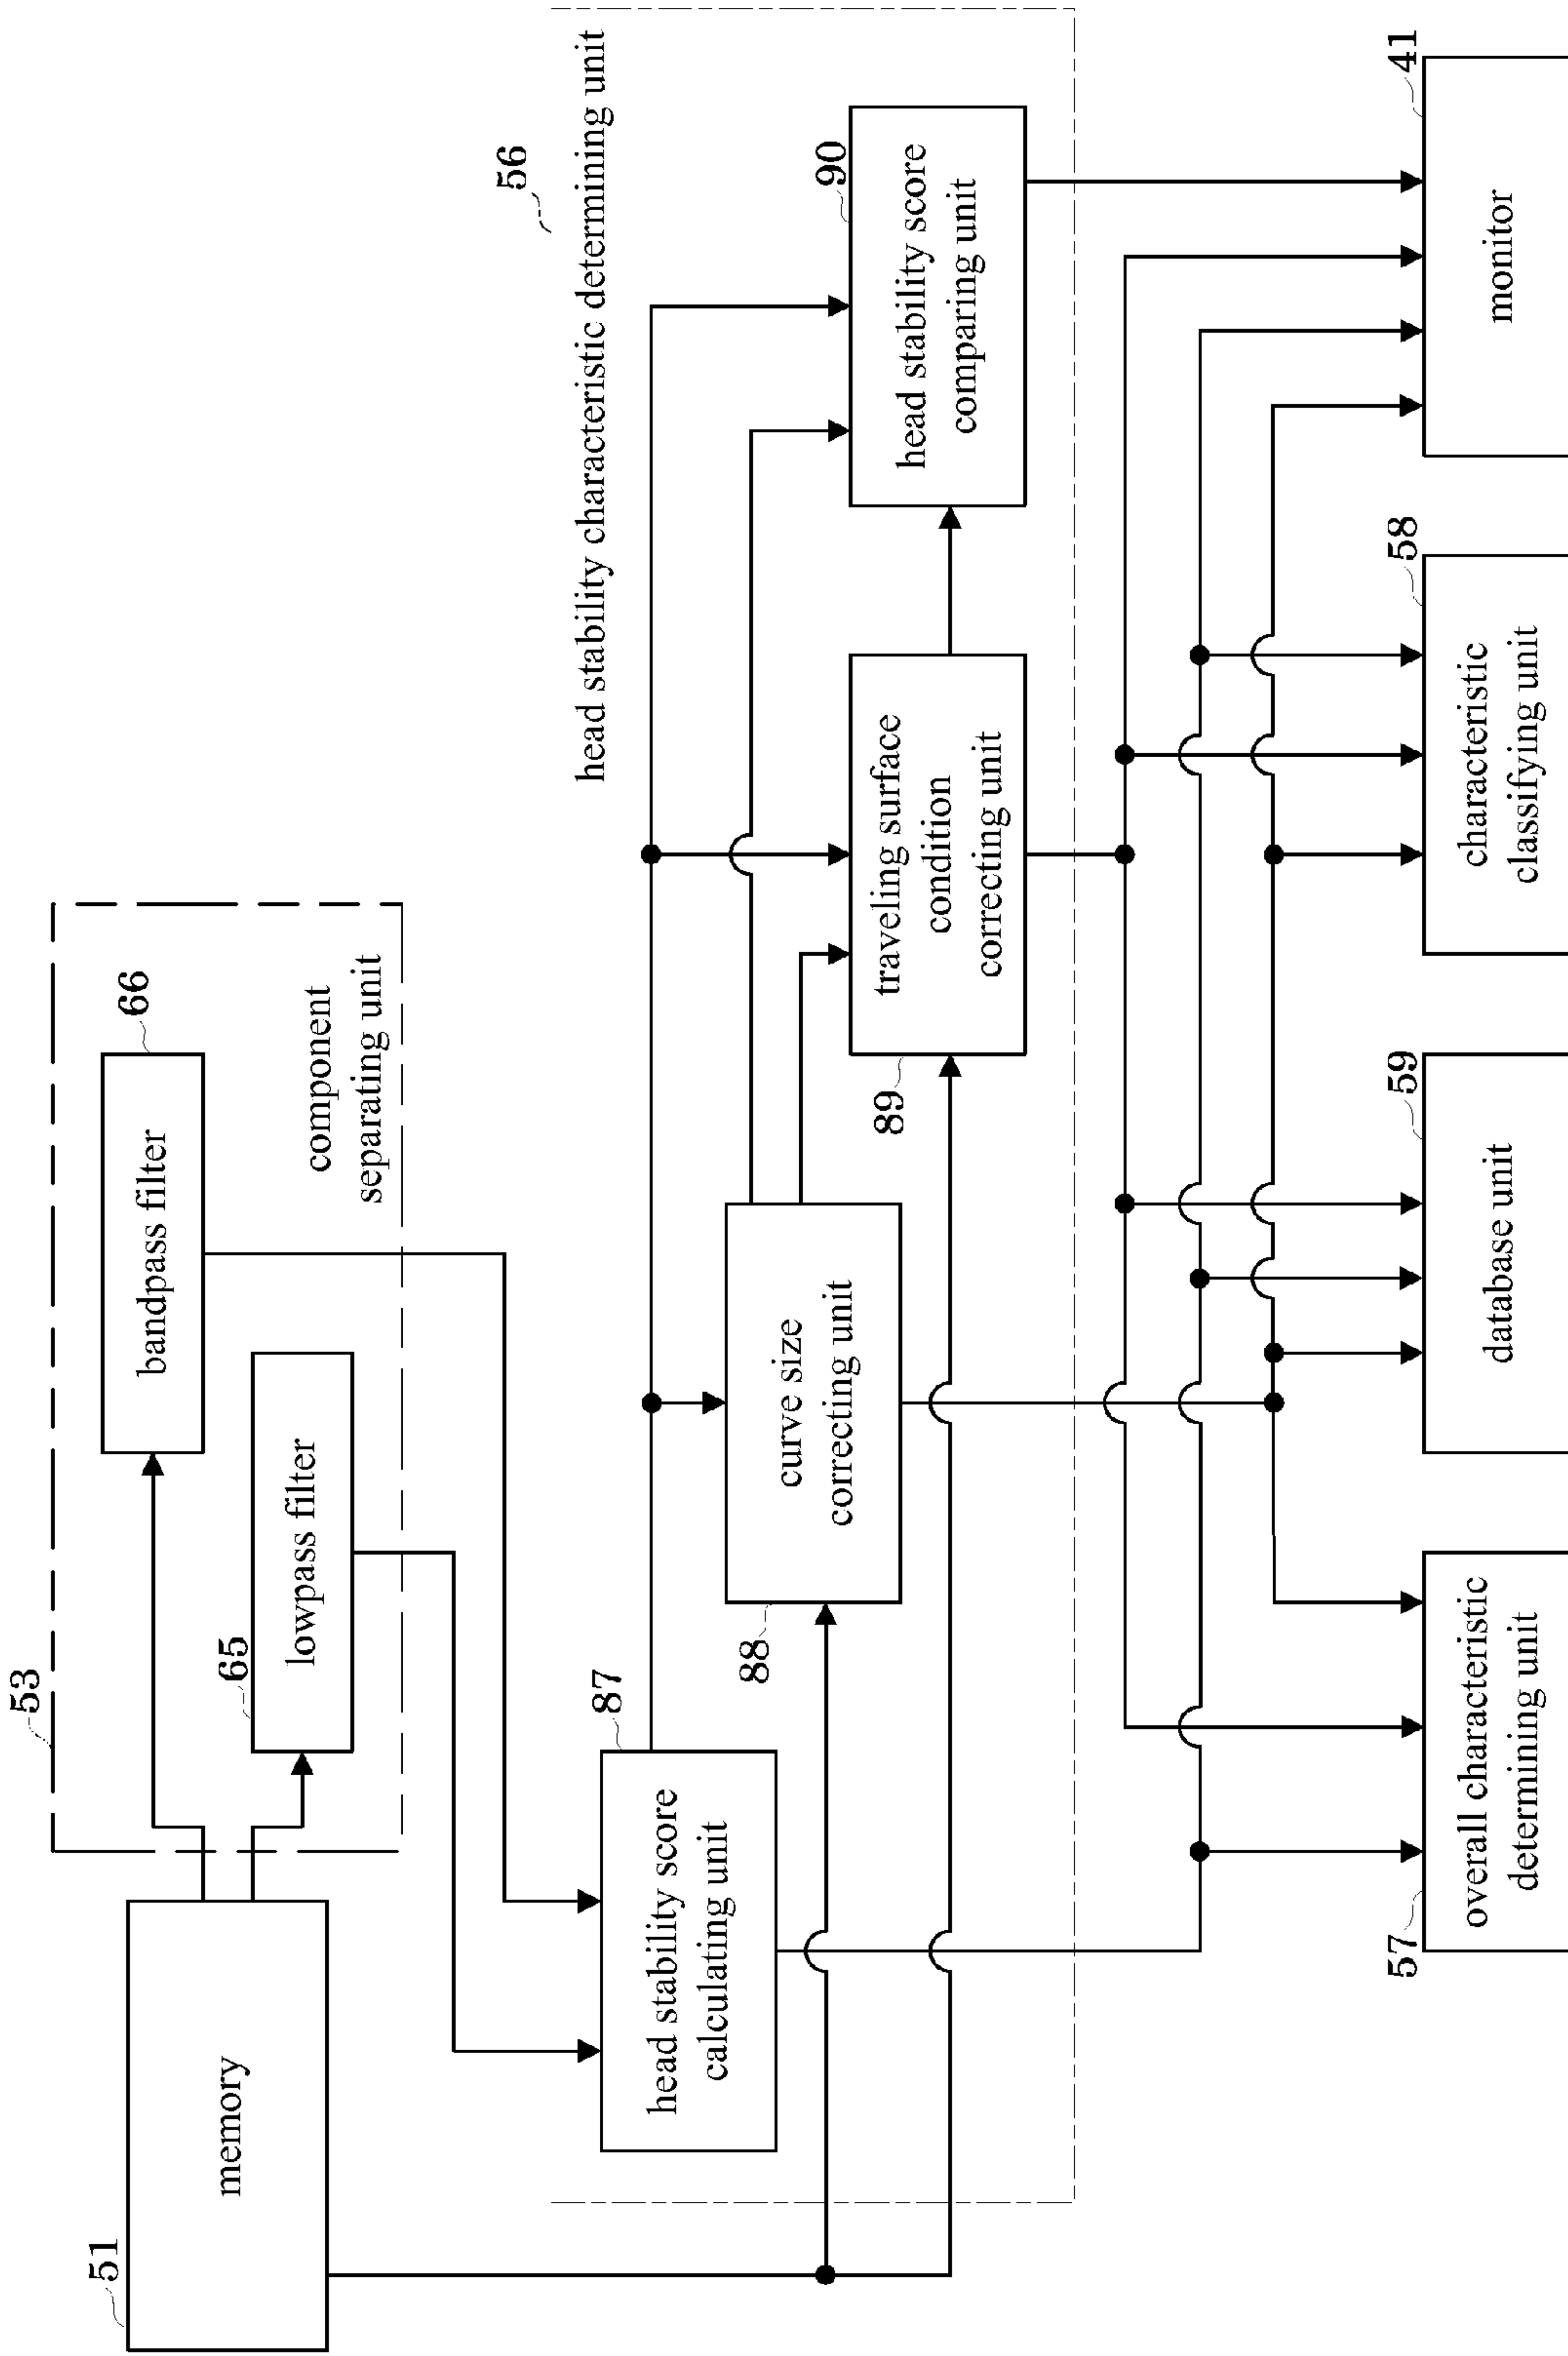 53
66
bandpass filter
component
separating unit
65
lowpass filter
51
memory
56
head stability characteristic determining unit
87
head stability score
calculating unit
88
curve size
correcting unit
89
traveling surface
condition
correcting unit
90
head stability score
comparing unit
57
overall characteristic
determining unit
59
database unit
58
characteristic
classifying unit
41
monitor